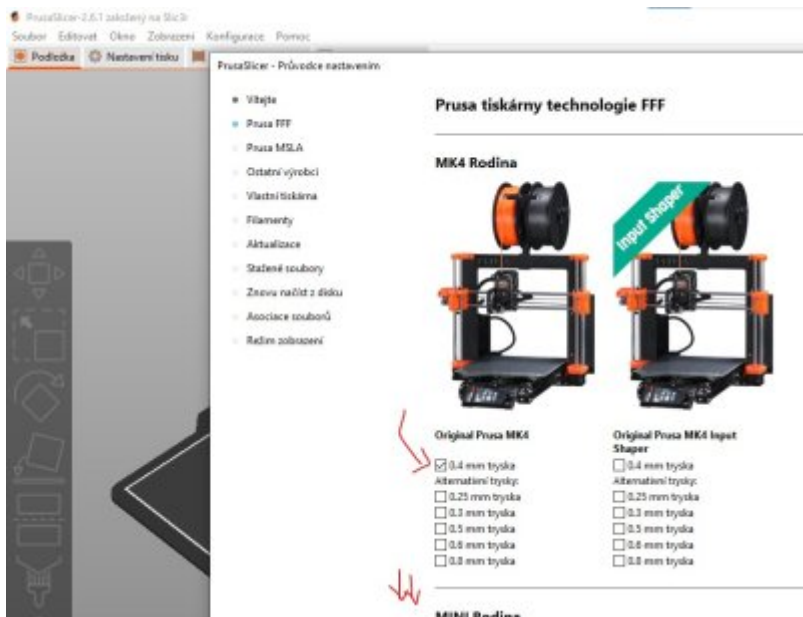 PrusaSlicer-2.6.1 založený na Slic3r
Soubor Editovat Okno Zobrazení Konfigurace Pomoc
Podložka Nastavení tisku
PrusaSlicer - Průvodce nastavením
Vítejte
Prusa FFF
Prusa MSLA
Ostatní výrobci
Vlastní tiskárna
Filamenty
Aktualizace
Stažené soubory
Znovu načíst z disku
Asociace souborů
Režim zobrazení
Prusa tiskárny technologie FFF
MK4 Rodina
Input Shaper
Original Prusa MK4
0.4 mm tryska
Alternativní trysky:
0.25 mm tryska
0.3 mm tryska
0.5 mm tryska
0.6 mm tryska
0.8 mm tryska
Original Prusa MK4 Input
Shaper
0.4 mm tryska
Alternativní trysky:
0.25 mm tryska
0.3 mm tryska
0.5 mm tryska
0.6 mm tryska
0.8 mm tryska
MINI Rodina